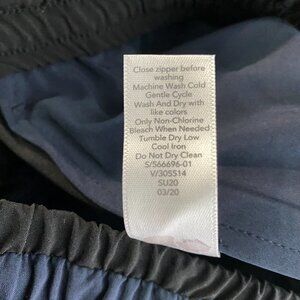 Close zipper before
washing
Machine Wash Cold
Gentle Cycle
Wash And Dry with
like colors
Only Non-Chlorine
Bleach When Needed
Tumble Dry Low
Cool Iron
Do Not Dry Clean
S/566696-01
V/305514
SU20
03/20